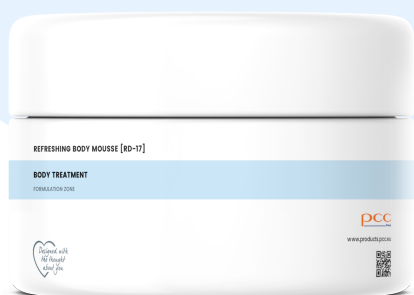 REFRESHING BODY MOUSSE [RD-17]
BODY TREATMENT
FORMULATION ZONE
pcc
www.products.pcc.eu
Designed with
the thought
about you